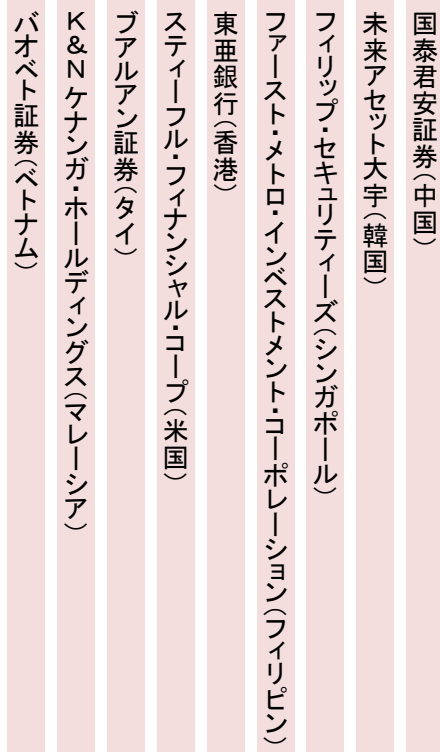 国泰君安証券（中国）
未来アセット大宇（韓国）
フィリップ・セキュリティーズ（シンガポール）
ファースト・メトロ・インベストメント・コーポレーション（フィリピン）
東亜銀行（香港）
スティーフル・フィナンシャル・コープ（米国）
ブアルアン証券（タイ）
Ｋ＆Ｎケナンガ・ホールディングス（マレーシア）
バオベト証券（ベトナム）